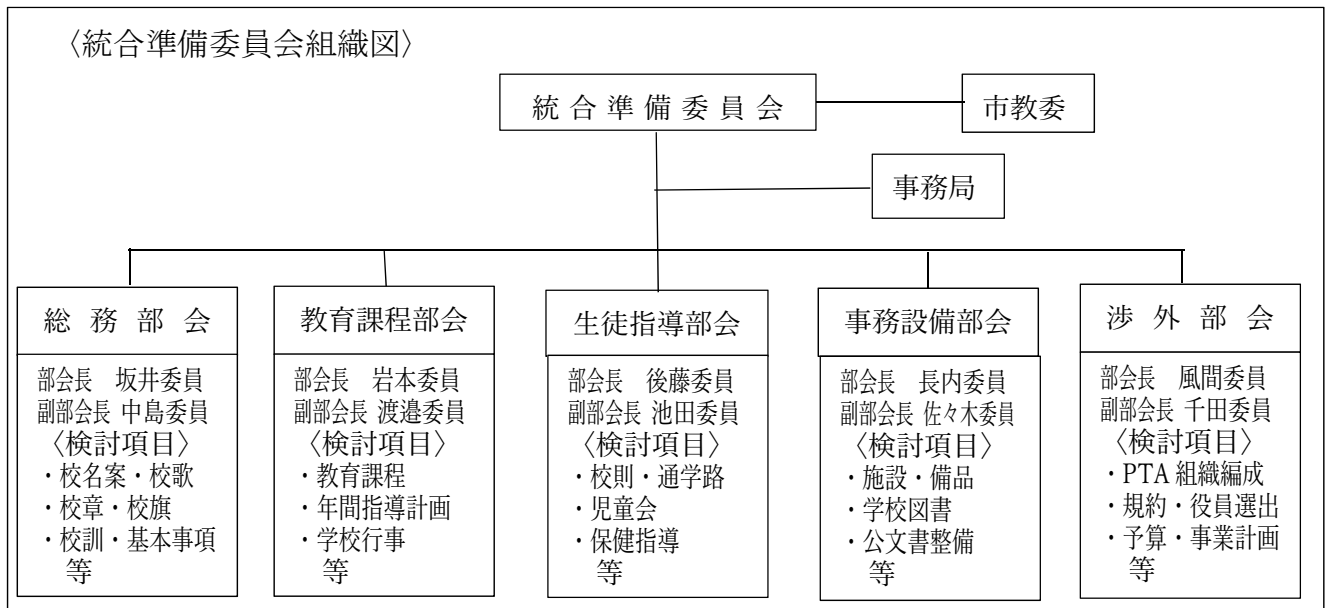 〈統合準備委員会組織図〉
統合準備委員会
市教委
事務局
総務部会
部会長 坂井委員
副部会長 中島委員
〈検討項目〉
・校名案・校歌
・校章・校旗
・校訓・基本事項
等
教育課程部会
部会長 岩本委員
副部会長 渡邉委員
〈検討項目〉
・教育課程
・年間指導計画
・学校行事
等
生徒指導部会
部会長 後藤委員
副部会長 池田委員
〈検討項目〉
・校則・通学路
・児童会
・保健指導
等
事務設備部会
部会長 長内委員
副部会長 佐々木委員
〈検討項目〉
・施設・備品
・学校図書
・公文書整備
等
渉外部会
部会長 風間委員
副部会長 千田委員
〈検討項目〉
・PTA 組織編成
・規約・役員選出
・予算・事業計画
等